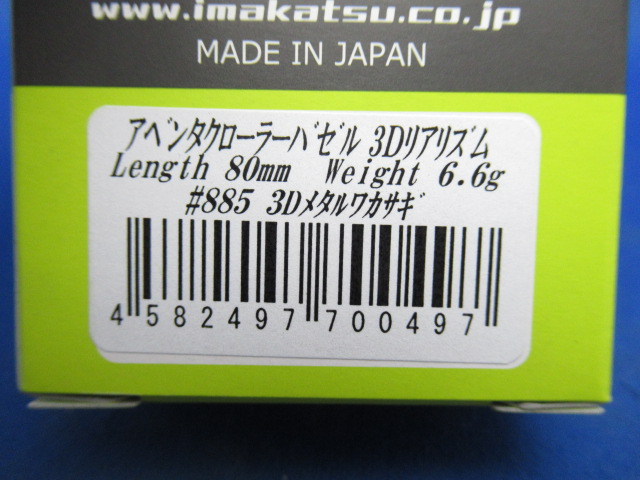 www.imakatsu.co.jp
MADE IN JAPAN
アベンタクローラーバゼル 3Dリアリズム
Length 80mm Weight 6.6g
#885 3Dメタルワカサギ
4 582497 700497